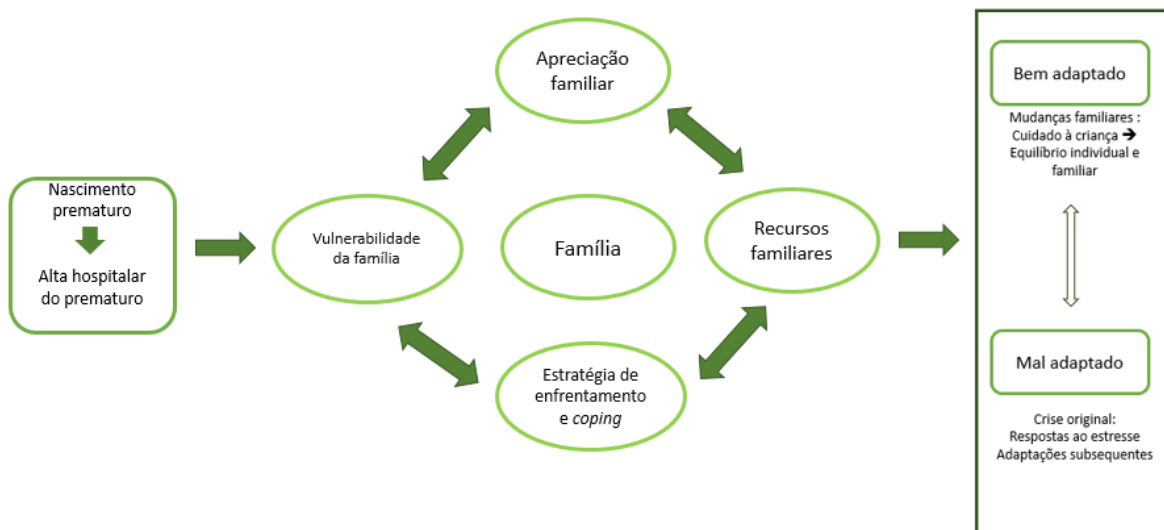 Nascimento
prematuro
Alta hospitalar
do prematuro
Vulnerabilidade
da família
Apreciação
familiar
Família
Estratégia de
enfrentamento
e coping
Recursos
familiares
Bem adaptado
Mudanças familiares :
Cuidado à criança ➔
Equilíbrio individual e
familiar
Mal adaptado
Crise original:
Respostas ao estresse
Adaptações subsequentes